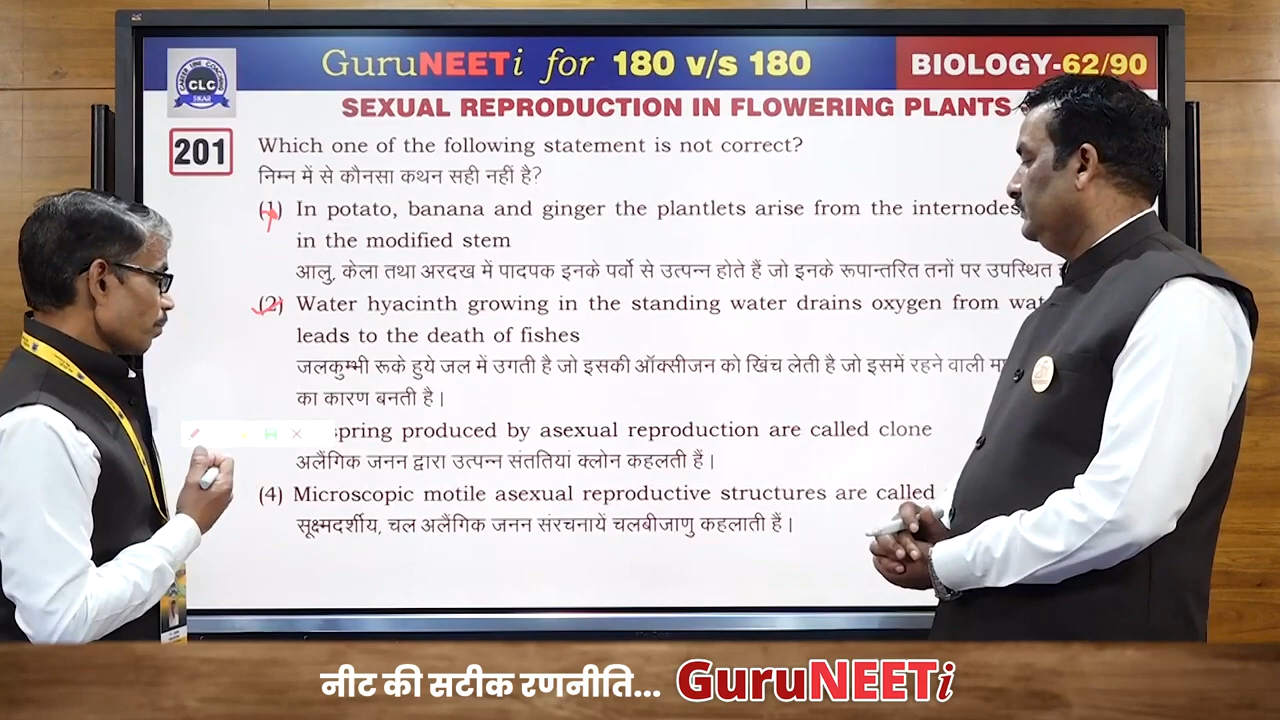 GuruNEETi for 180 v/s 180
BIOLOGY-62/90
CAREER LINE COACHING
CLC
SIKAR
SEXUAL REPRODUCTION IN FLOWERING PLANTS
201
Which one of the following statement is not correct?
निम्न में से कौनसा कथन सही नहीं है?
(1) In potato, banana and ginger the plantlets arise from the internodes
in the modified stem
आलु, केला तथा अरदख में पादपक इनके पर्वो से उत्पन्न होते हैं जो इनके रूपान्तरित तनों पर उपस्थित
(2) Water hyacinth growing in the standing water drains oxygen from
leads to the death of fishes
जलकुम्भी रूके हुये जल में उगती है जो इसकी ऑक्सीजन को खिंच लेती है जो इसमें रहने वाली
का कारण बनती है।
produced by asexual reproduction are called clone
अलैंगिक जनन द्वारा उत्पन्न संततियां क्लोन कहलती हैं।
(4) Microscopic motile asexual reproductive structures are called
सूक्ष्मदर्शीय, चल अलैंगिक जनन संरचनायें चलबीजाणु कहलाती हैं।
नीट की सटीक रणनीति... GuruNEETi